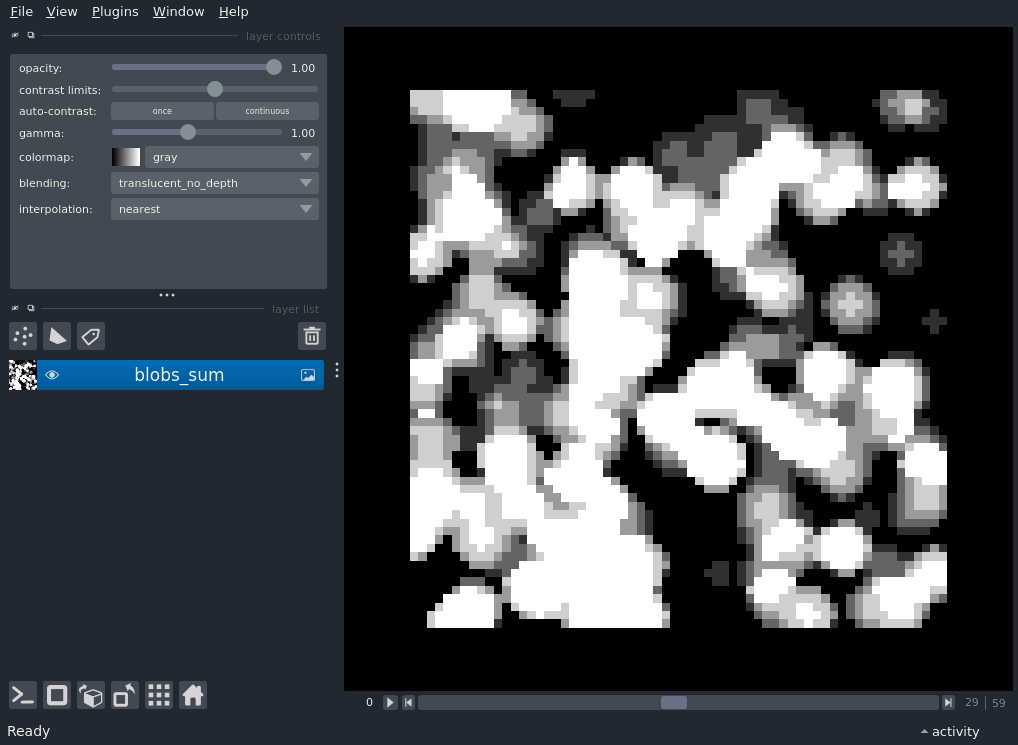 File View Plugins Window Help
layer controls
opacity: 1.00
contrast limits:
auto-contrast: once continuous
gamma: 1.00
colormap: gray
blending: translucent_no_depth
interpolation: nearest
layer list
blobs_sum
0 29 59
Ready activity